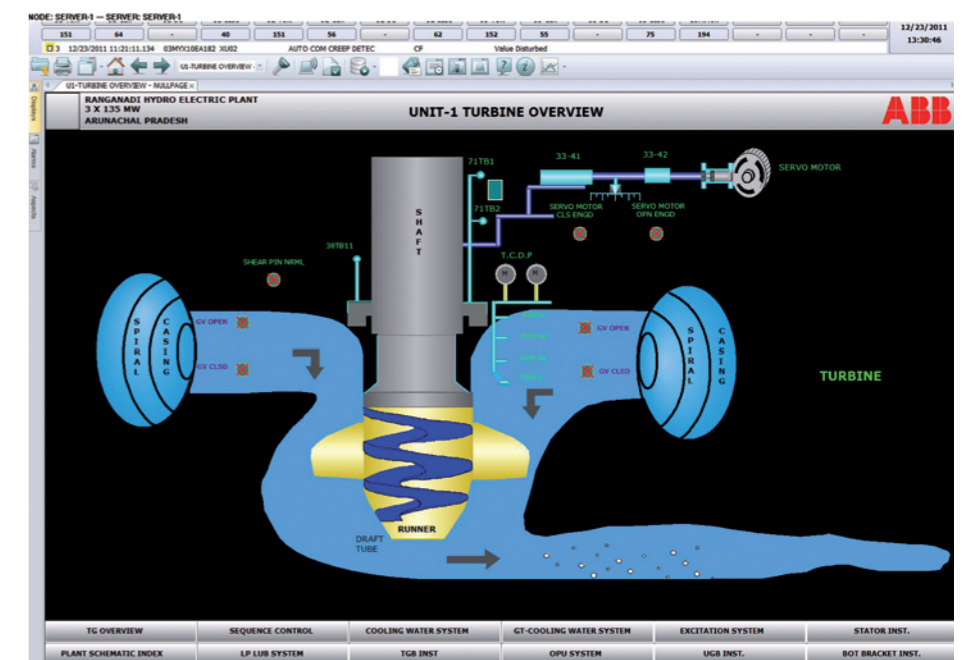 NODE: SERVER-1 — SERVER: SERVER-1
151 64 - 40 151 56 - 62 152 55 - 75 194 - - -
12/23/2011
13:30:46
3 12/23/2011 11:21:11.134 03MYX10EA182 XU02 AUTO COM CREEP DETEC CF Value Disturbed
U1-TURBINE OVERVIEW
U1-TURBINE OVERVIEW - NULLPAGE ×
Displays
Alarms
Aspects
RANGANADI HYDRO ELECTRIC PLANT
3 X 135 MW
ARUNACHAL PRADESH
UNIT-1 TURBINE OVERVIEW
ABB
71TB1
33-41
33-42
SERVO MOTOR
SHAFT
71TB2
SERVO MOTOR
CLS ENGD
SERVO MOTOR
OPN ENGD
38TB11
T.C.D.P
SHEAR PIN NRML
M M
SPIRAL
CASING
GV OPEN
GV CLSD
GV OPEN
GV CLSD
SPIRAL
CASING
TURBINE
RUNNER
DRAFT
TUBE
TG OVERVIEW SEQUENCE CONTROL COOLING WATER SYSTEM GT-COOLING WATER SYSTEM EXCITATION SYSTEM STATOR INST.
PLANT SCHEMATIC INDEX LP LUB SYSTEM TGB INST OPU SYSTEM UGB INST. BOT BRACKET INST.